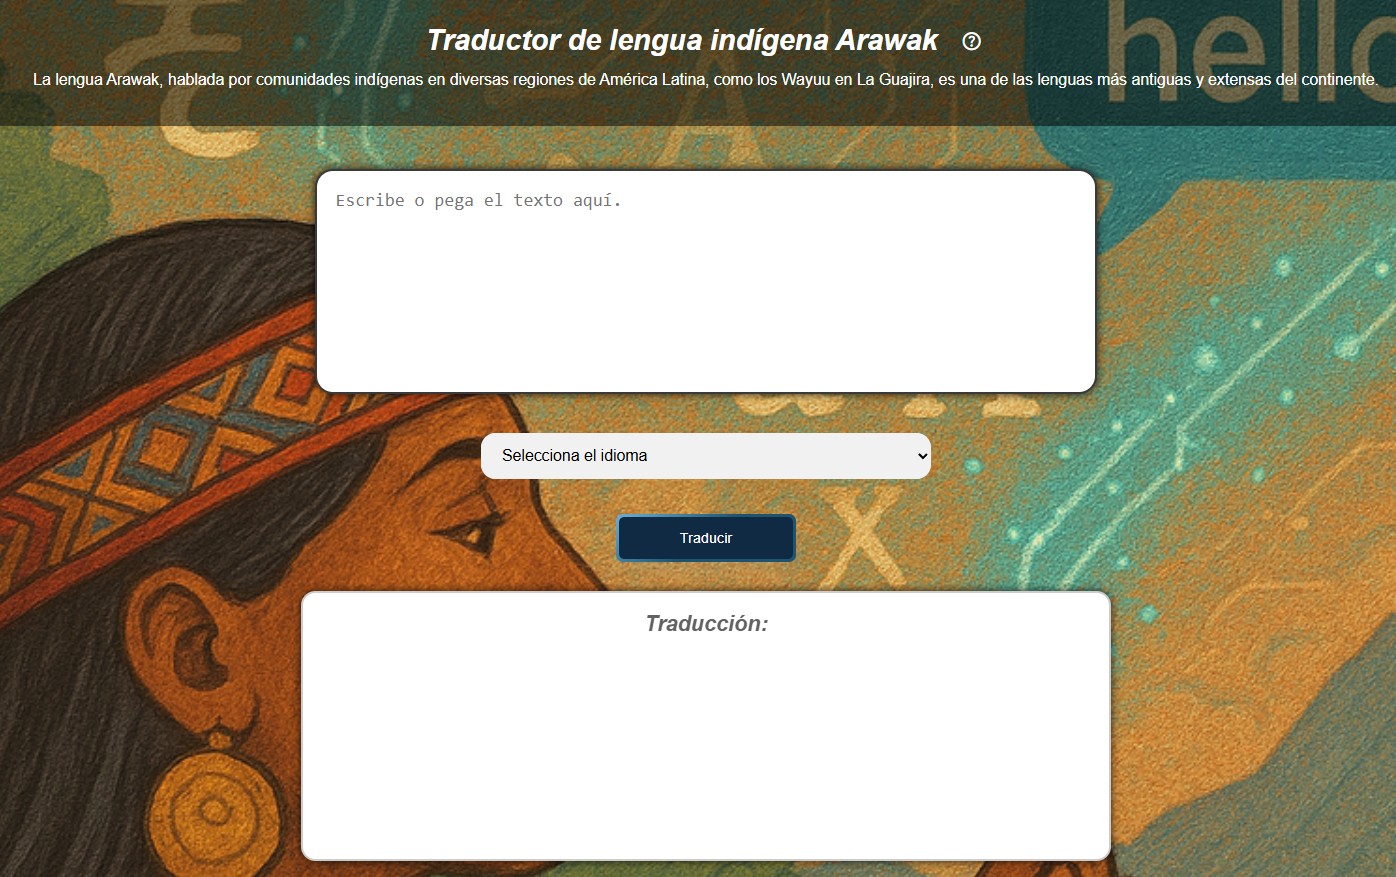 hello
Traductor de lengua indígena Arawak
La lengua Arawak, hablada por comunidades indígenas en diversas regiones de América Latina, como los Wayuu en La Guajira, es una de las lenguas más antiguas y extensas del continente.
A
Escribe o pega el texto aquí.
Selecciona el idioma
Traducir
X
Traducción: